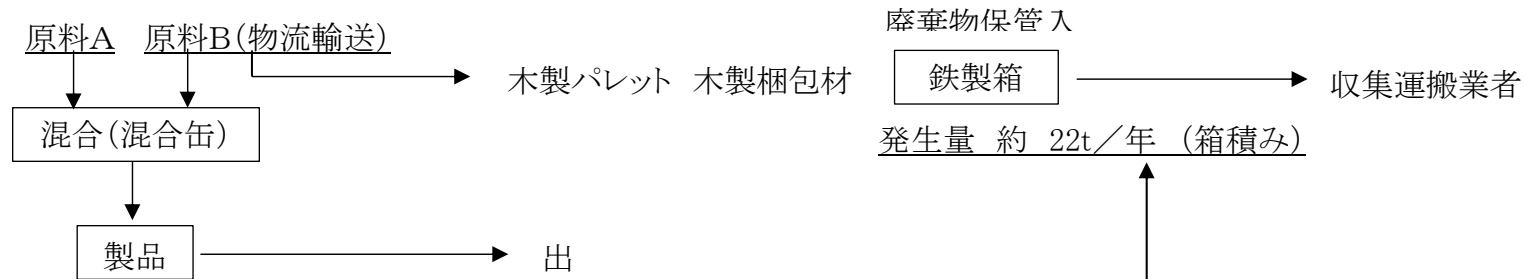 廃棄物保管入
原料A 原料B(物流輸送)
木製パレット 木製梱包材 鉄製箱 収集運搬業者
混合(混合缶)
発生量 約 22t/年 (箱積み)
製品 出